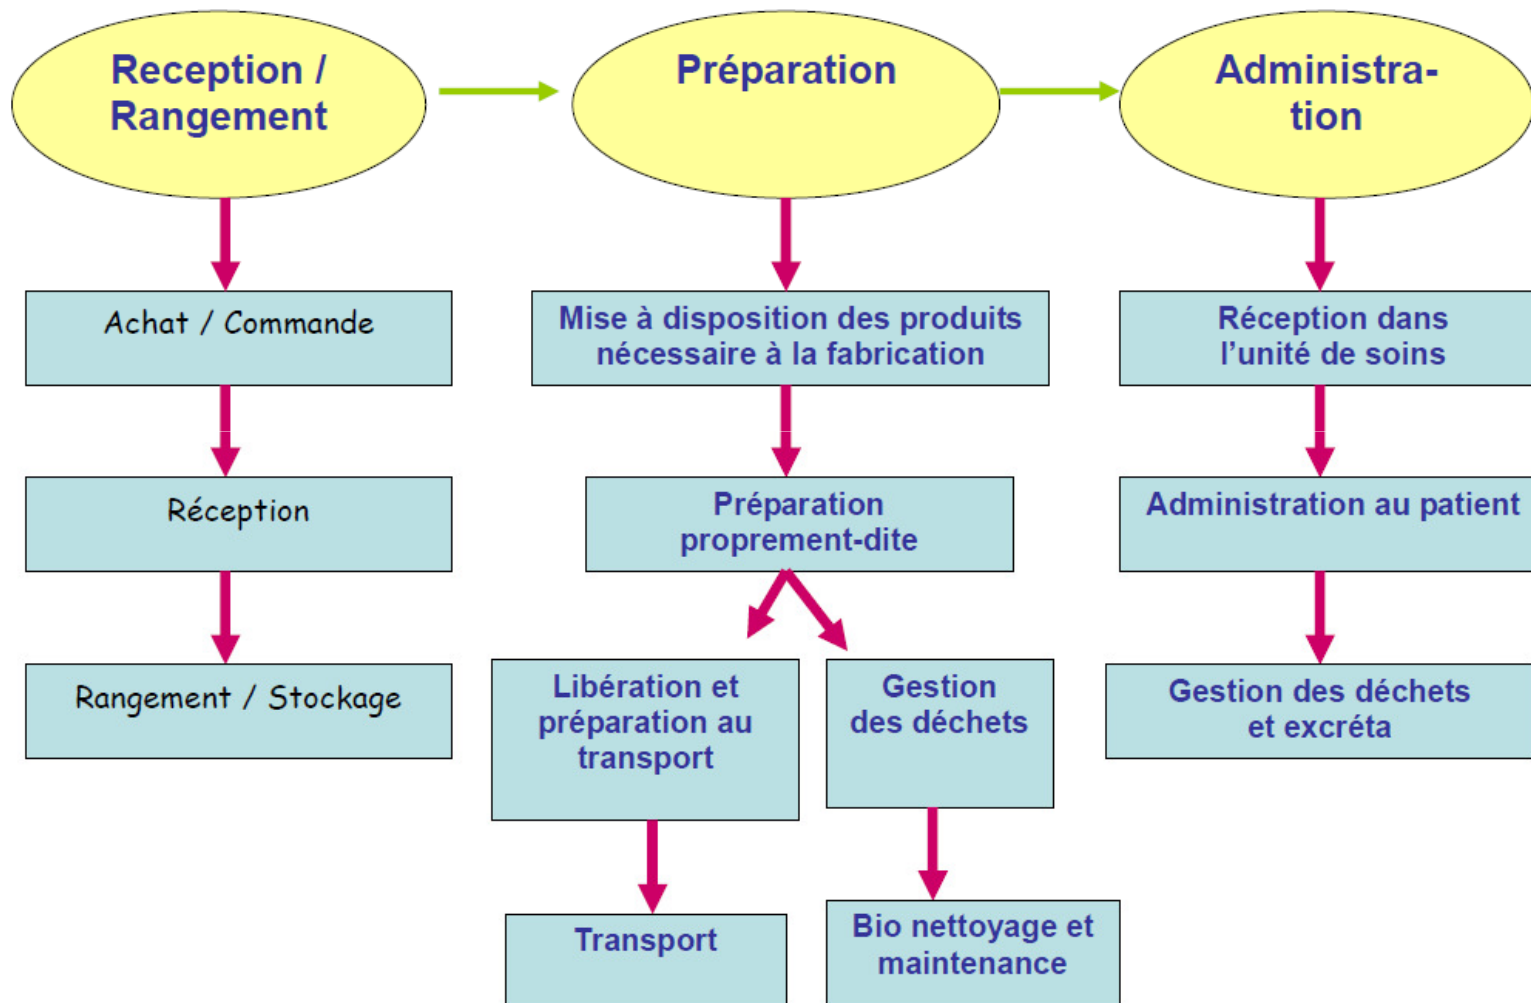 Reception /
Rangement
Préparation
Administra-
tion
Achat / Commande
Réception
Rangement / Stockage
Mise à disposition des produits
nécessaire à la fabrication
Préparation
proprement-dite
Libération et
préparation au
transport
Transport
Gestion
des déchets
Bio nettoyage et
maintenance
Réception dans
l’unité de soins
Administration au patient
Gestion des déchets
et excréta